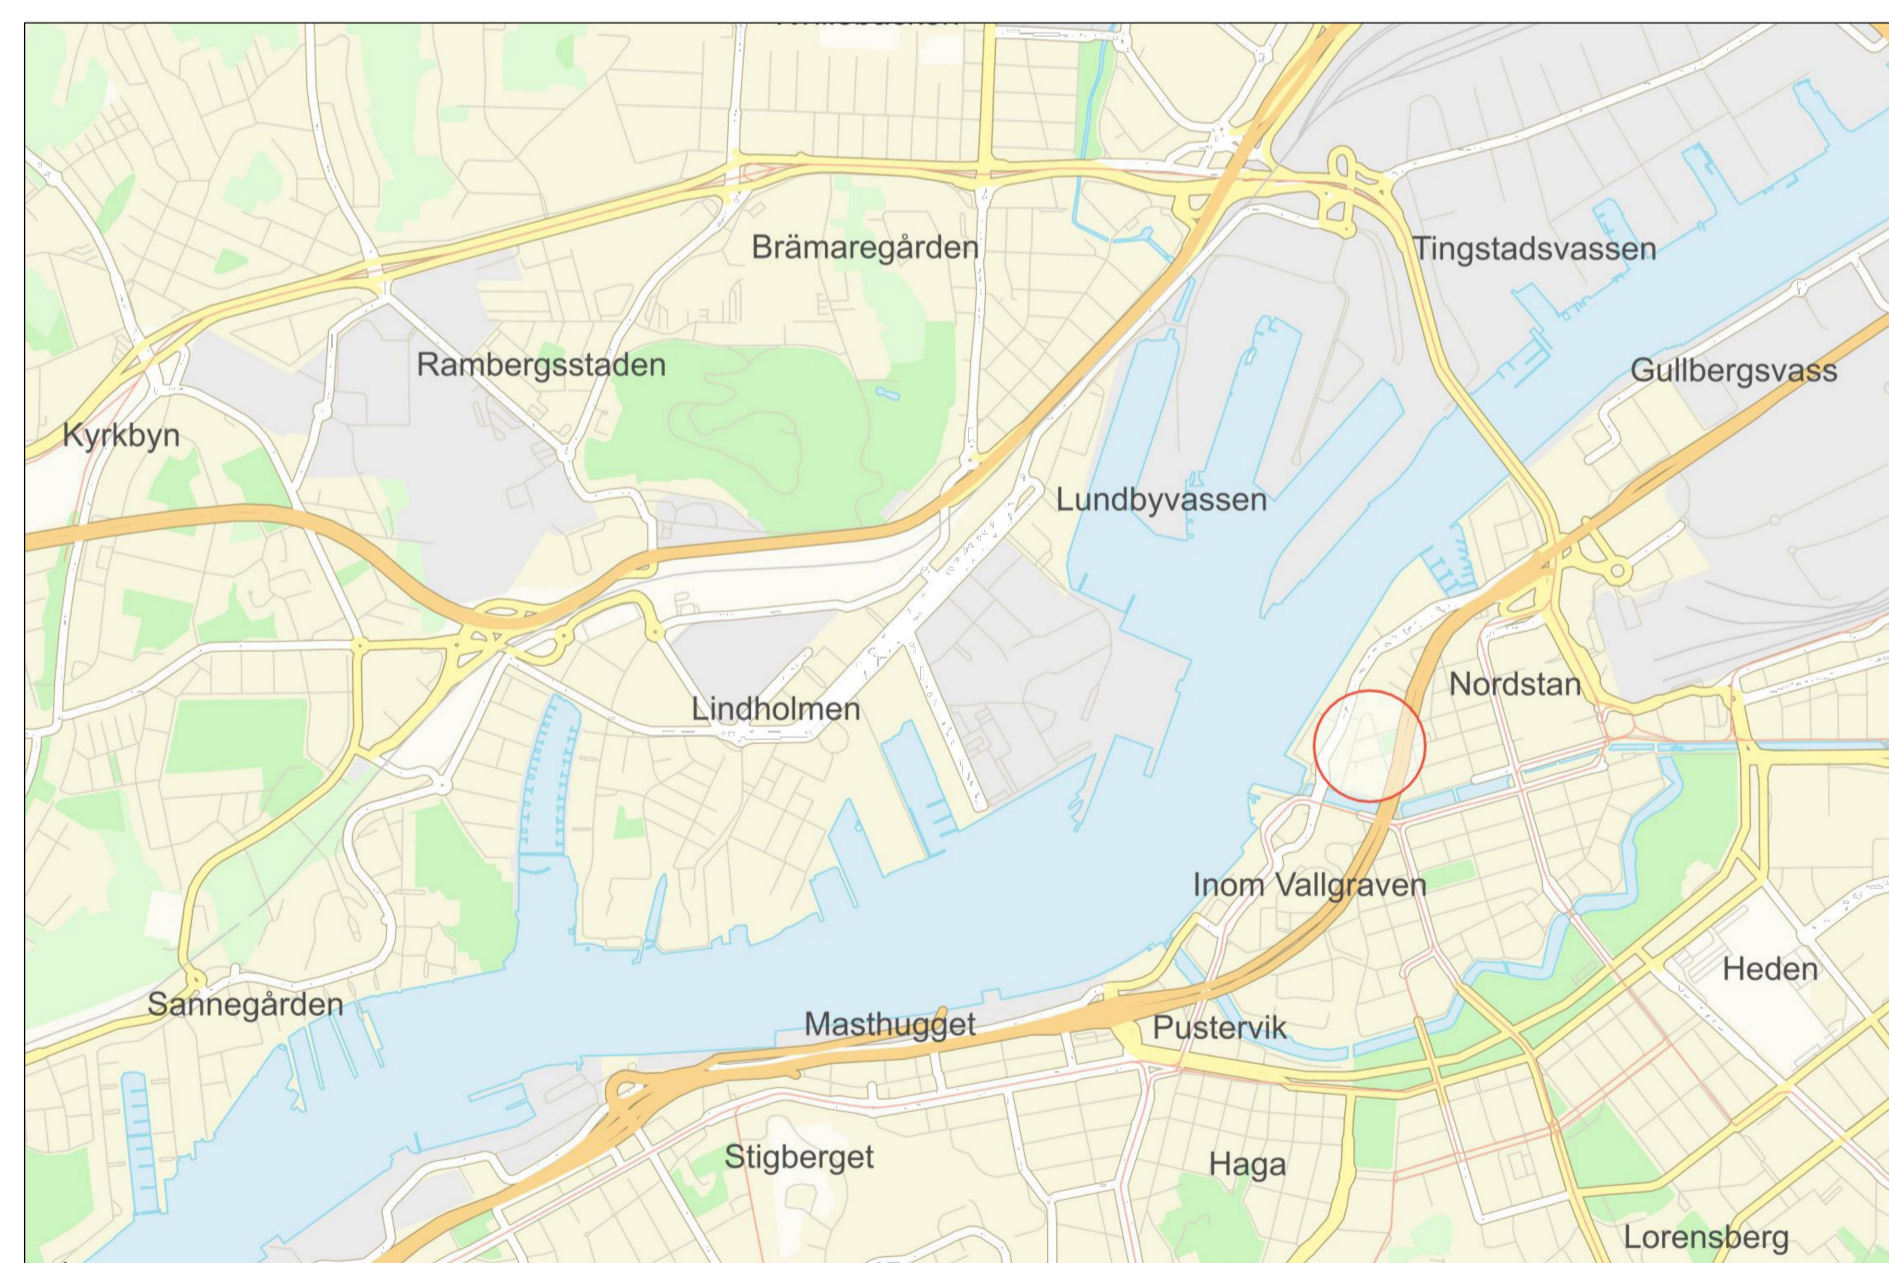 Brämaregården
Tingstadsvassen
Rambergsstaden
Gullbergsvass
Kyrkbyn
Lundbyvassen
Nordstan
Lindholmen
Inom Vallgraven
Heden
Sannegården
Masthugget
Pustervik
Stigberget
Haga
Lorensberg